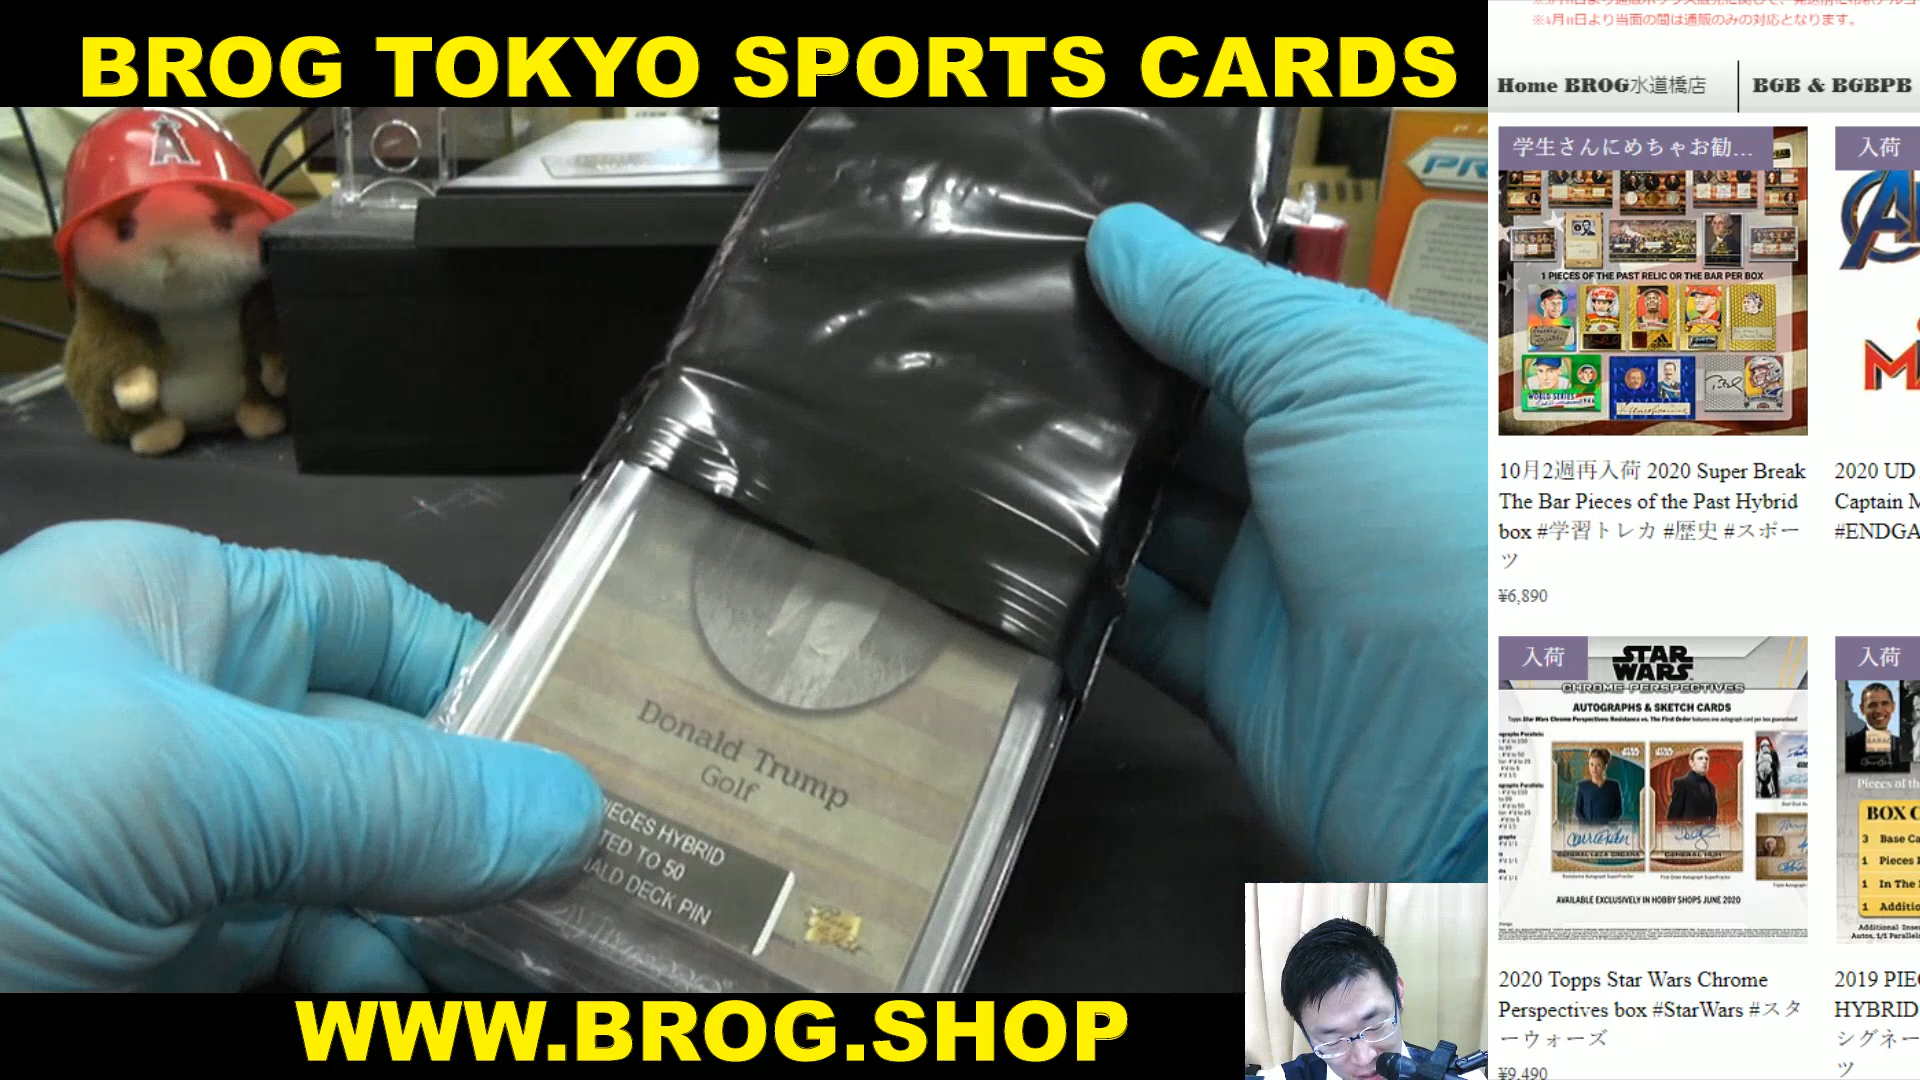 BROG TOKYO SPORTS CARDS
※4月11日より当面の間は通販のみの対応となります。
Home BROG水道橋店
BGB & BGBPB
学生さんにめちゃお勧...
入荷
1 PIECES OF THE PAST RELIC OR THE BAR PER BOX
WORLD SERIES
10月2週再入荷 2020 Super Break
The Bar Pieces of the Past Hybrid
box #学習トレカ #歴史 #スポー
ツ
¥6,890
2020 UD
Captain M
#ENDGA
A
PR
Donald Trump
Golf
IECES HYBRID
TED TO 50
ALD DECK PIN
入荷
STAR
WARS
CHROME PERSPECTIVES
AUTOGRAPHS & SKETCH CARDS
AVAILABLE EXCLUSIVELY IN HOBBY SHOPS JUNE 2020
2020 Topps Star Wars Chrome
Perspectives box #StarWars #スタ
ーウォーズ
¥9,490
入荷
Pieces of th
BOX C
3 Base Ca
1 Pieces
1 In The
1 Additio
2019 PIE
HYBRID
シグネー
ツ
WWW.BROG.SHOP